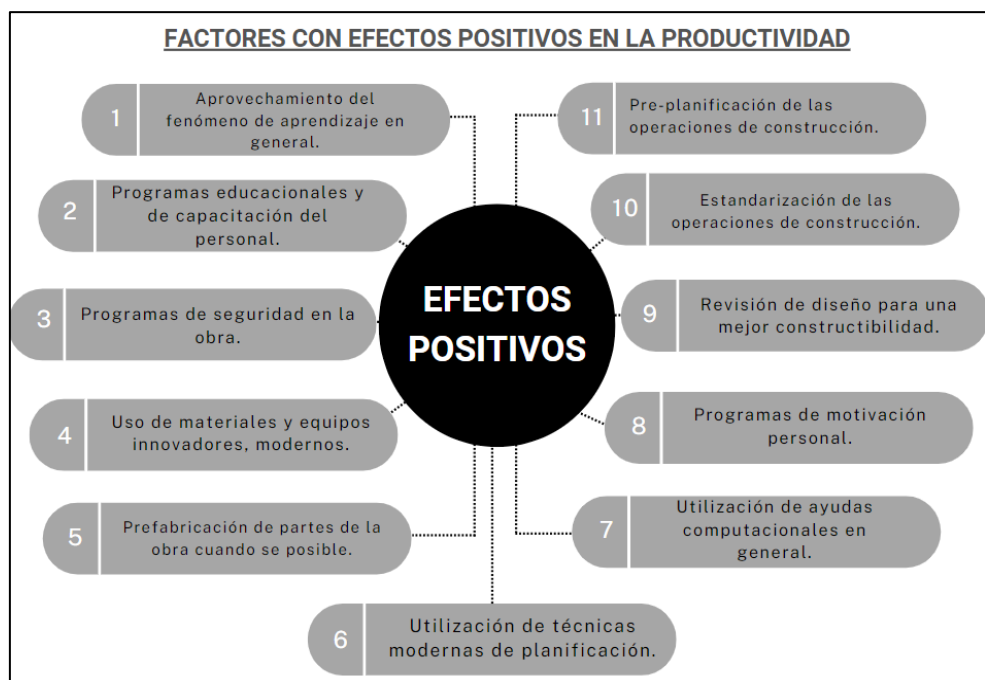 FACTORES CON EFECTOS POSITIVOS EN LA PRODUCTIVIDAD
1
Aprovechamiento del
fenómeno de aprendizaje en
general.
2
Programas educacionales y
de capacitación del
personal.
3
Programas de seguridad en la
obra.
4
Uso de materiales y equipos
innovadores, modernos.
5
Prefabricación de partes de la
obra cuando se posible.
6
Utilización de técnicas
modernas de planificación.
7
Utilización de ayudas
computacionales en
general.
8
Programas de motivación
personal.
9
Revisión de diseño para una
mejor constructibilidad.
10
Estandarización de las
operaciones de construcción.
11
Pre-planificación de las
operaciones de construcción.
EFECTOS
POSITIVOS